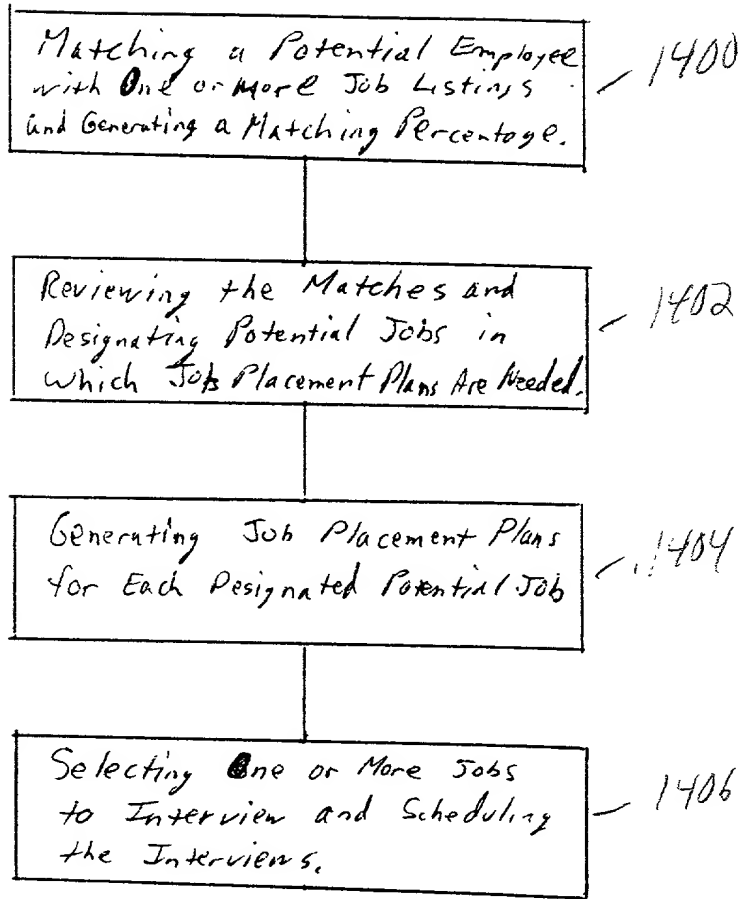 Matching a Potential Employee
with One or More Job Listings
and Generating a Matching Percentage.
1400
Reviewing the Matches and
Designating Potential Jobs in
which Job Placement Plans Are Needed.
1402
Generating Job Placement Plans
for Each Designated Potential Job
1404
Selecting One or More Jobs
to Interview and Scheduling
the Interviews.
1406